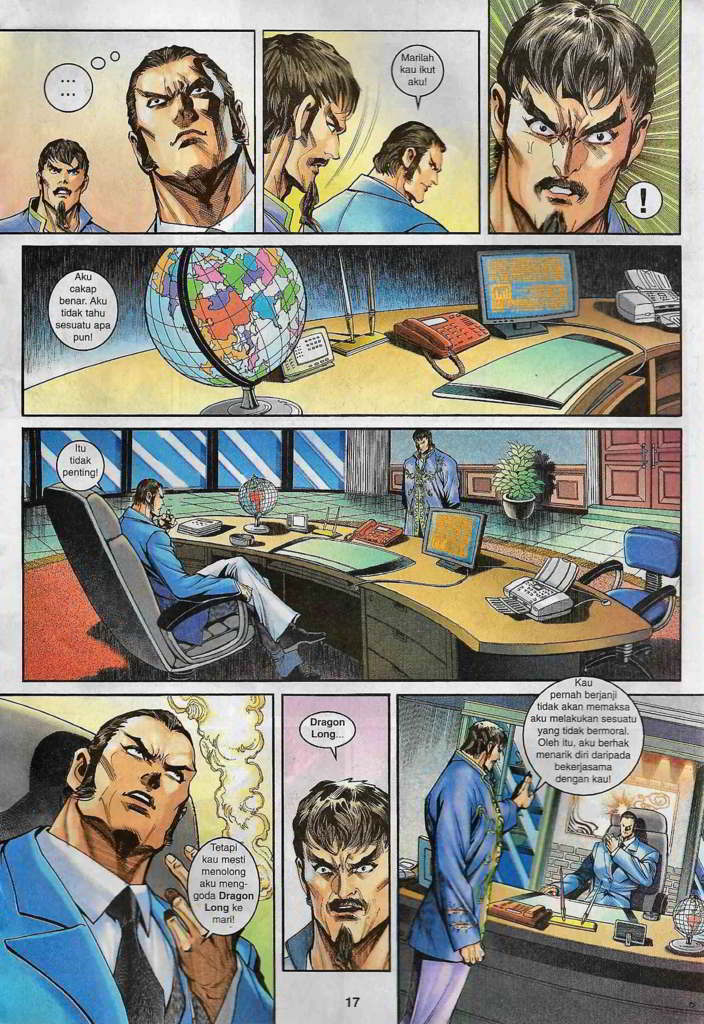 ...
...
Marilah
kau ikut
aku!
!
Aku
cakap
benar. Aku
tidak tahu
sesuatu apa
pun!
Itu
tidak
penting!
Tetapi
kau mesti
menolong
aku meng-
goda Dragon
Long ke
mari!
Dragon
Long...
Kau
pernah berjanji
tidak akan memaksa
aku melakukan sesuatu
yang tidak bermoral.
Oleh itu, aku berhak
menarik diri daripada
bekerjasama
dengan kau!
17